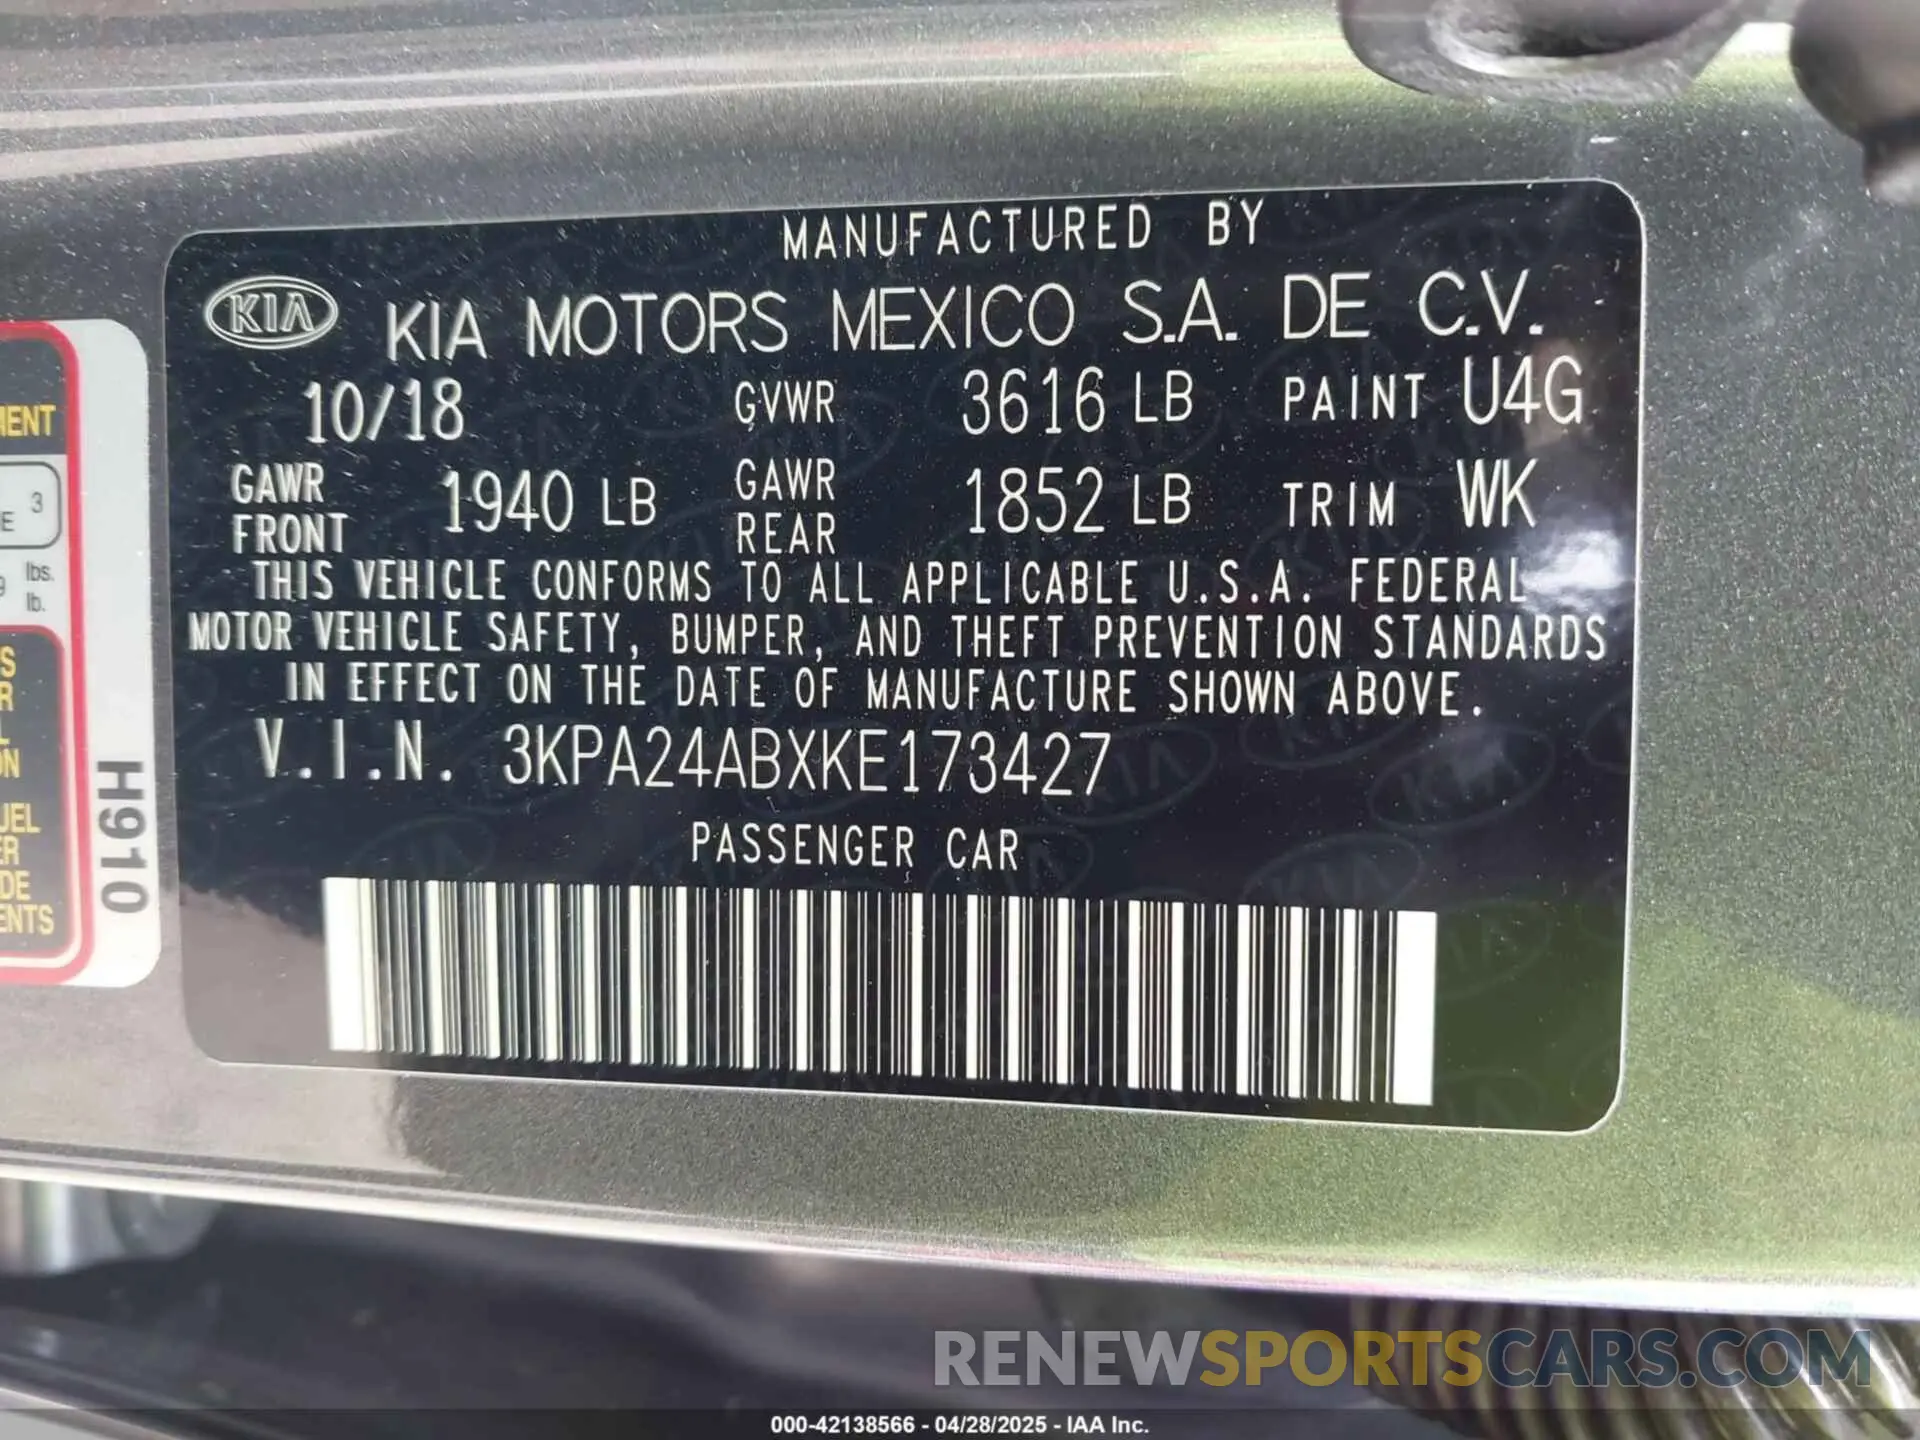 MANUFACTURED BY
KIA KIA MOTORS MEXICO S.A. DE C.V.
10/18 GVWR 3616 LB PAINT U4G
GAWR FRONT 1940 LB GAWR REAR 1852 LB TRIM WK
THIS VEHICLE CONFORMS TO ALL APPLICABLE U.S.A. FEDERAL
MOTOR VEHICLE SAFETY, BUMPER, AND THEFT PREVENTION STANDARDS
IN EFFECT ON THE DATE OF MANUFACTURE SHOWN ABOVE.
V.I.N. 3KPA24ABXKE173427
PASSENGER CAR
3
lbs.
lb.
H910
RENEWSPORTSCARS.COM
000-42138566 - 04/28/2025 - IAA Inc.